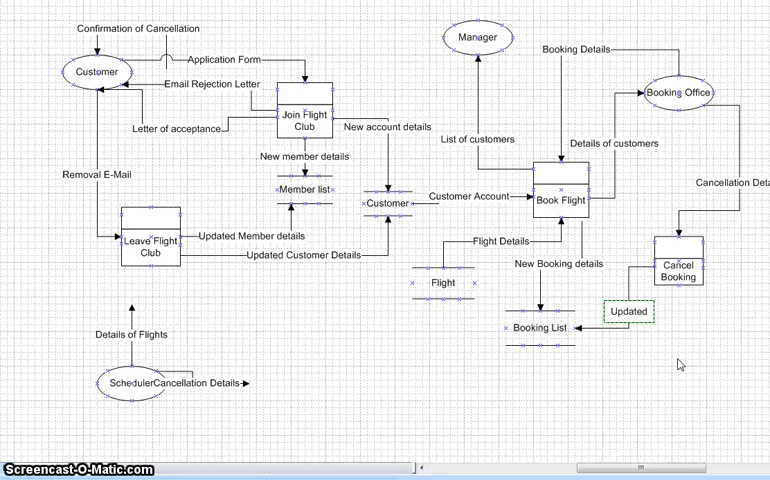 Confirmation of Cancellation
Manager
Booking Details
Customer
Application Form
Email Rejection Letter
Booking Office
Join Flight
Club
Letter of acceptance
New account details
List of customers
Details of customers
New member details
Removal E-Mail
Member list
Customer
Customer Account
Book Flight
Cancellation Deta
Leave Flight
Club
Updated Member details
Updated Customer Details
Flight Details
New Booking details
Cancel
Booking
Flight
Updated
Booking List
Details of Flights
Scheduler
Cancellation Details
Screencast-O-Matic.com